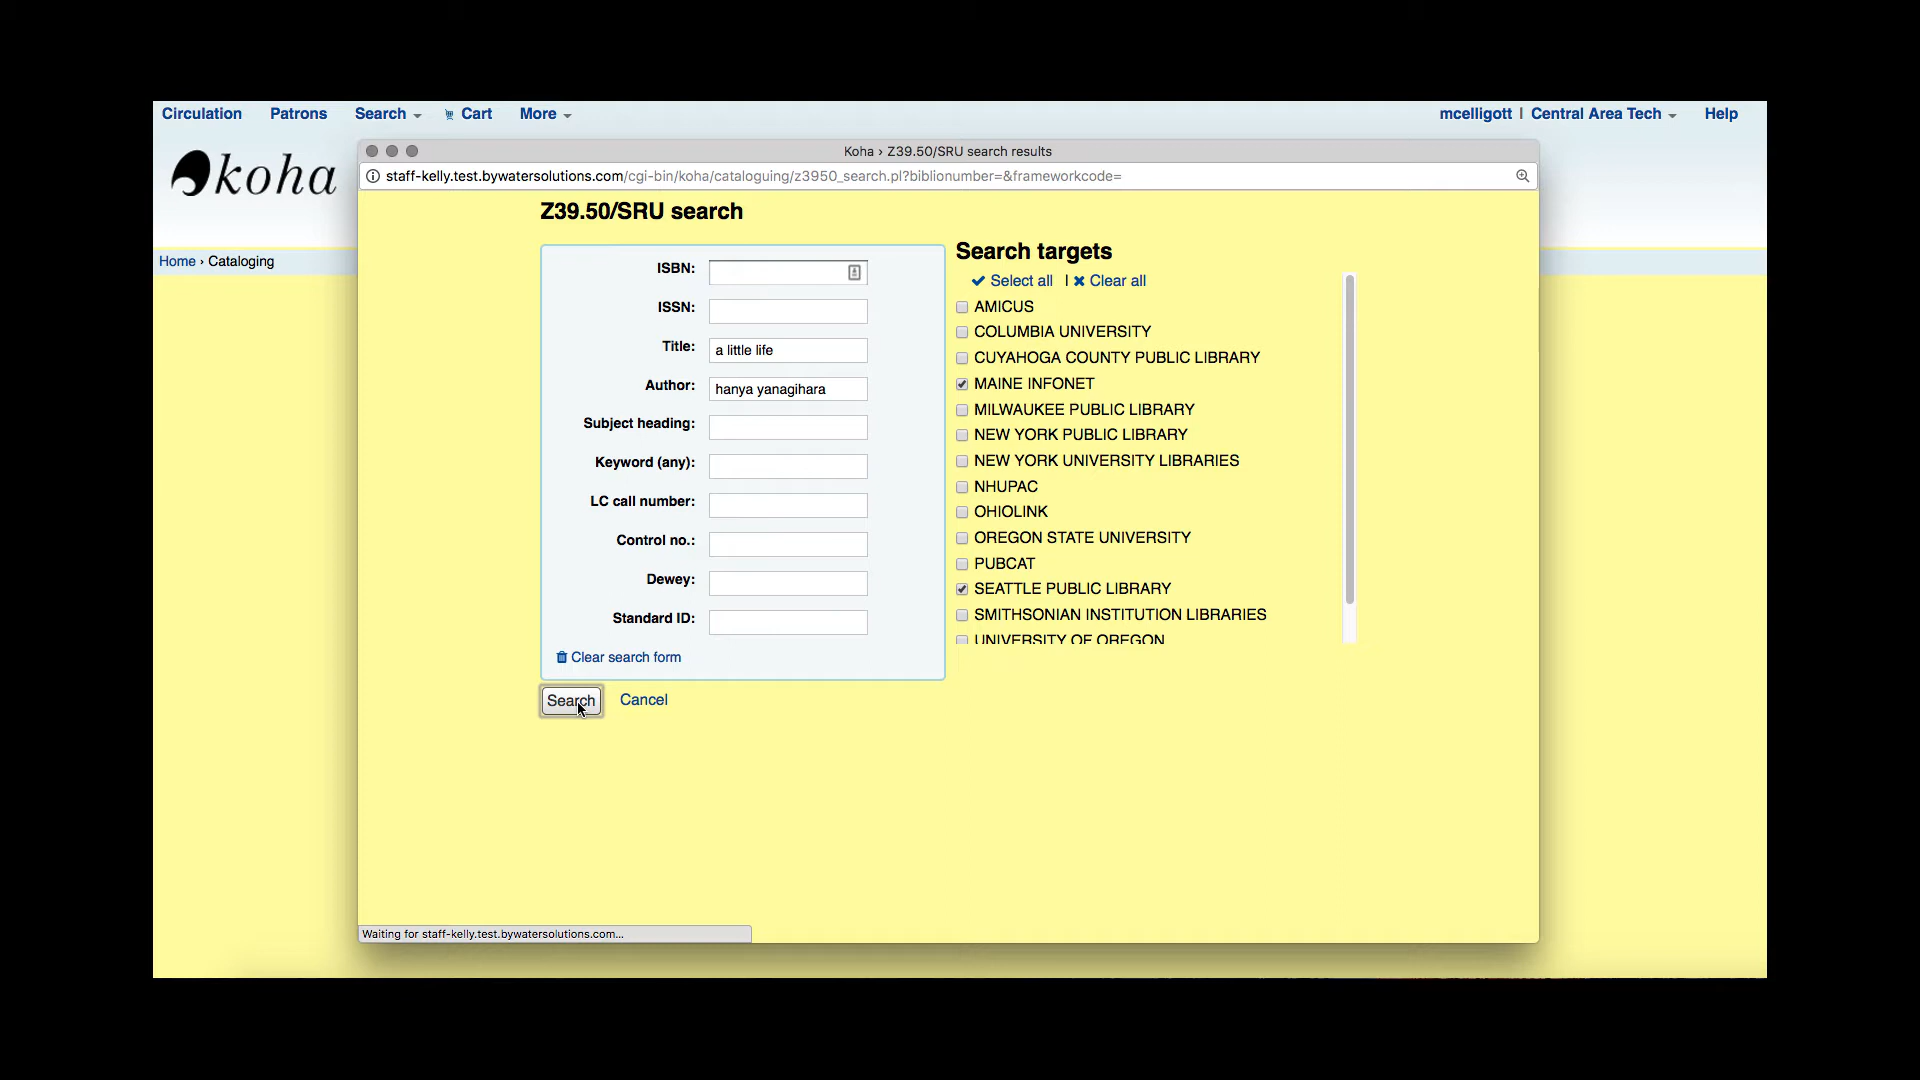 Circulation Patrons Search Cart More mcelligott | Central Area Tech Help
koha
Koha › Z39.50/SRU search results
staff-kelly.test.bywatersolutions.com/cgi-bin/koha/cataloguing/z3950_search.pl?biblionumber=&frameworkcode=
Home › Cataloging
Z39.50/SRU search
ISBN:
ISSN:
Title: a little life
Author: hanya yanagihara
Subject heading:
Keyword (any):
LC call number:
Control no.:
Dewey:
Standard ID:
Clear search form
Search Cancel
Search targets
Select all | Clear all
AMICUS
COLUMBIA UNIVERSITY
CUYAHOGA COUNTY PUBLIC LIBRARY
MAINE INFONET
MILWAUKEE PUBLIC LIBRARY
NEW YORK PUBLIC LIBRARY
NEW YORK UNIVERSITY LIBRARIES
NHUPAC
OHIOLINK
OREGON STATE UNIVERSITY
PUBCAT
SEATTLE PUBLIC LIBRARY
SMITHSONIAN INSTITUTION LIBRARIES
UNIVERSITY OF OREGON
Waiting for staff-kelly.test.bywatersolutions.com...